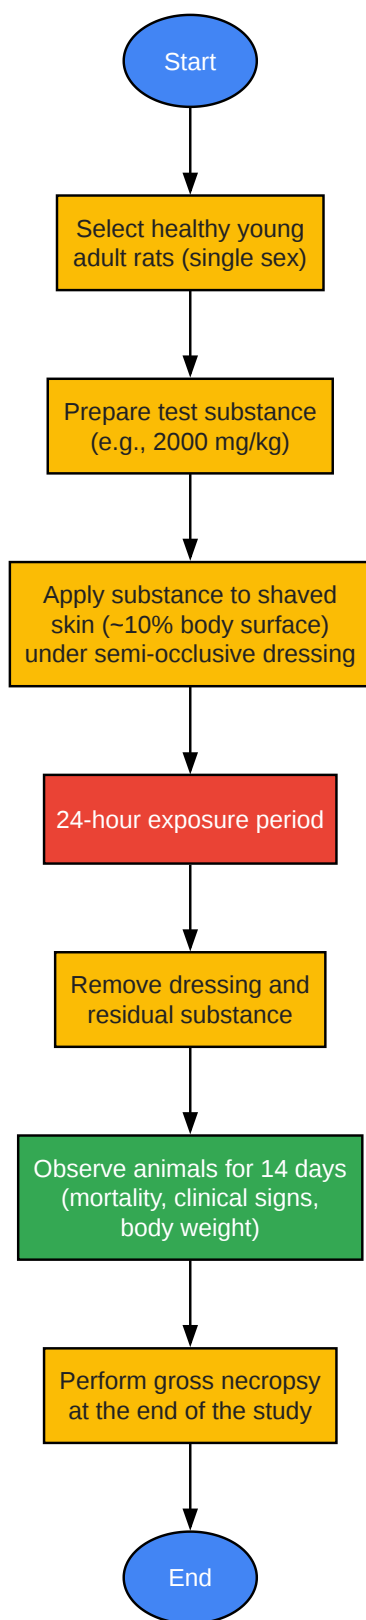 Start
Select healthy young
adult rats (single sex)
Prepare test substance
(e.g., 2000 mg/kg)
Apply substance to shaved
skin (~10% body surface)
under semi-occlusive dressing
24-hour exposure period
Remove dressing and
residual substance
Observe animals for 14 days
(mortality, clinical signs,
body weight)
Perform gross necropsy
at the end of the study
End